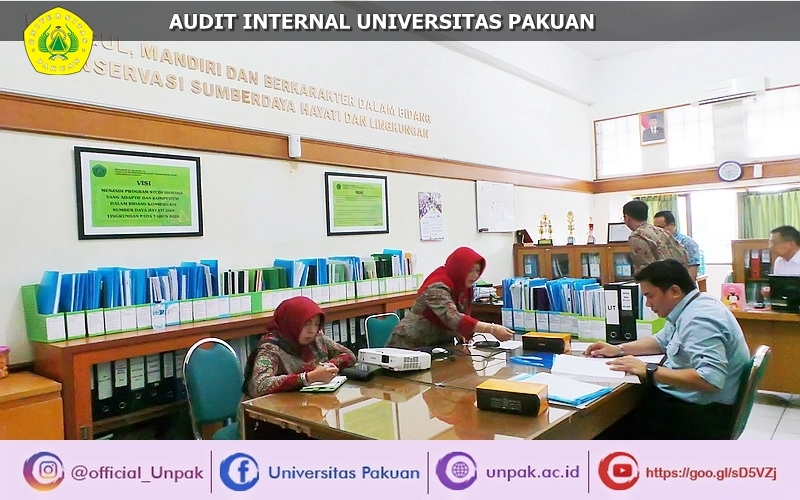 AUDIT INTERNAL UNIVERSITAS PAKUAN
UNIVERSITAS
PAKUAN
UL, MANDIRI DAN BERKARAKTER DALAM BIDANG
NSERVASI SUMBERDAYA HAYATI DAN LINGKUNGAN
VISI
MENJADI PROGRAM STUDI BIOLOGI
YANG ADAPTIF DAN KOMPETITIF
DALAM BIDANG KONSERVASI
SUMBER DAYA HAYATI DAN
LINGKUNGAN PADA TAHUN
UT
@official_Unpak
Universitas Pakuan
unpak.ac.id
https://goo.gl/sD5VZj